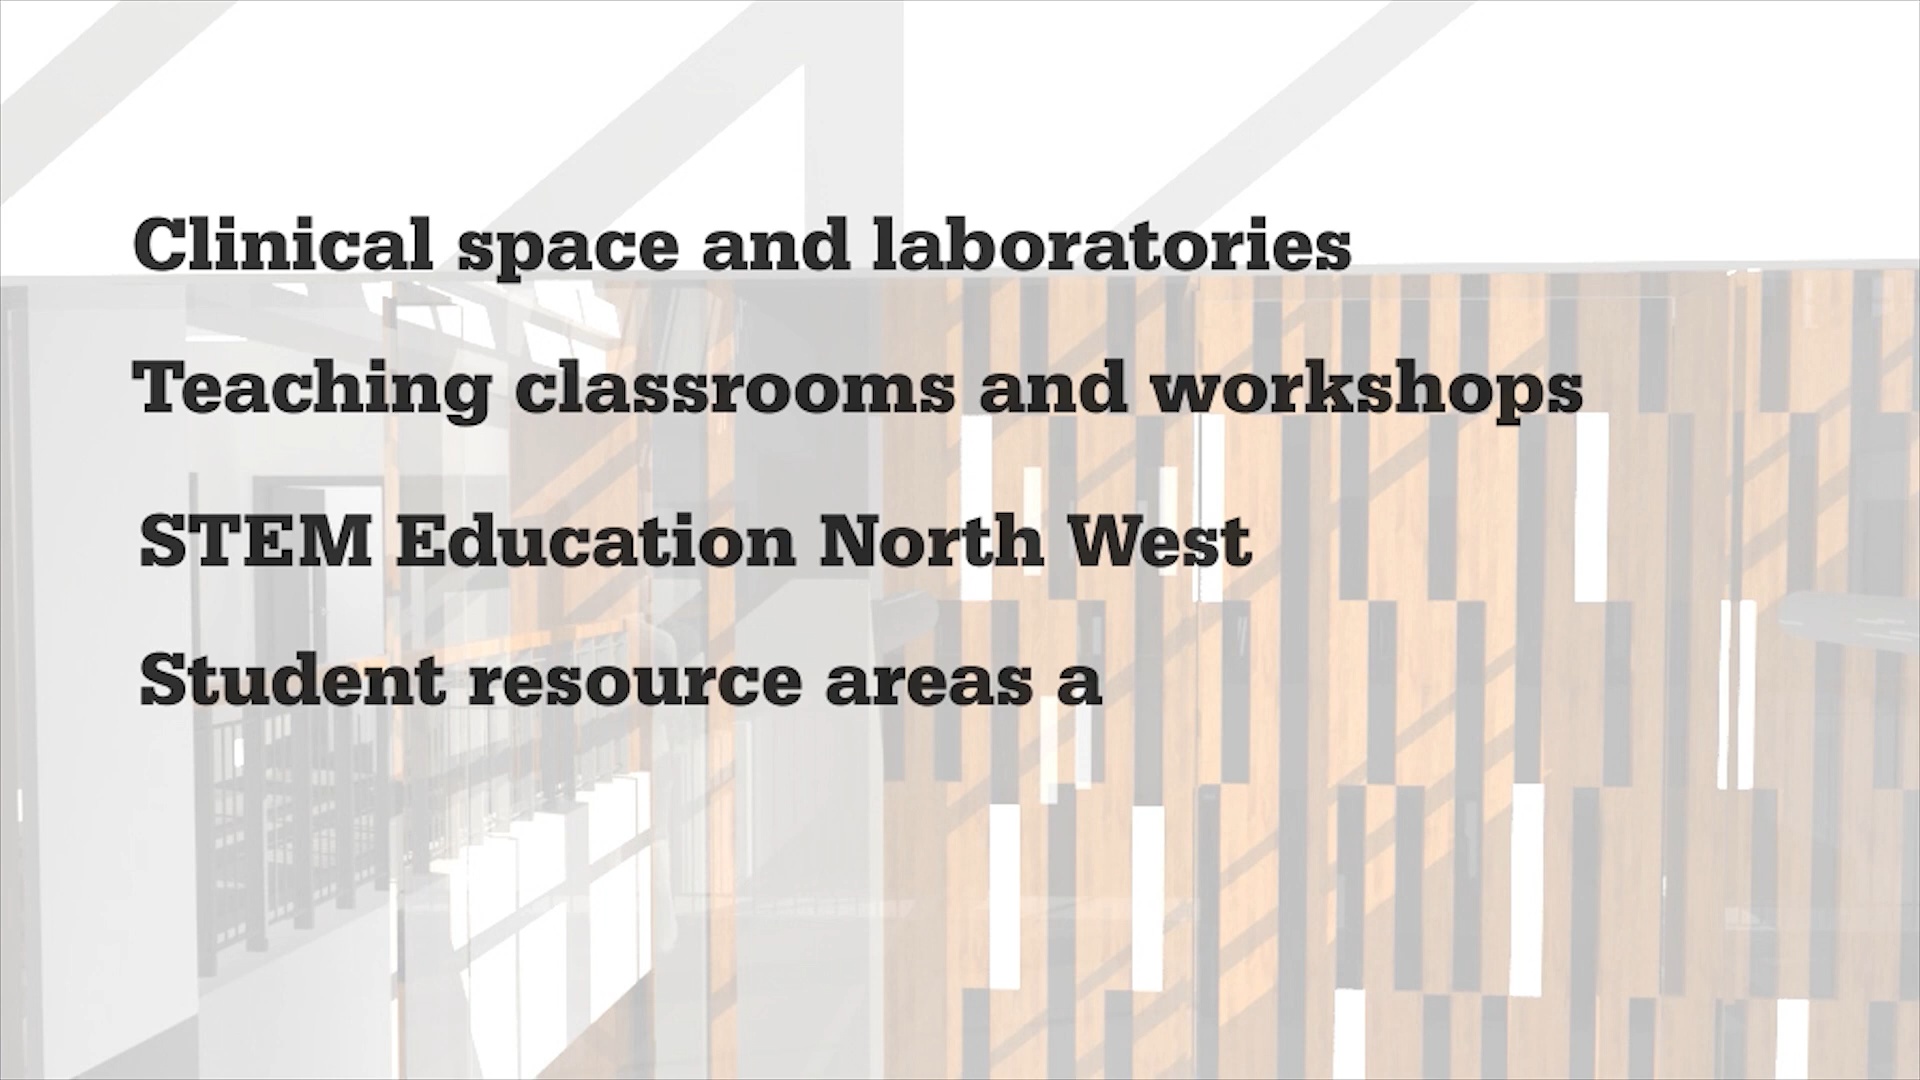 Clinical space and laboratories
Teaching classrooms and workshops
STEM Education North West
Student resource areas a